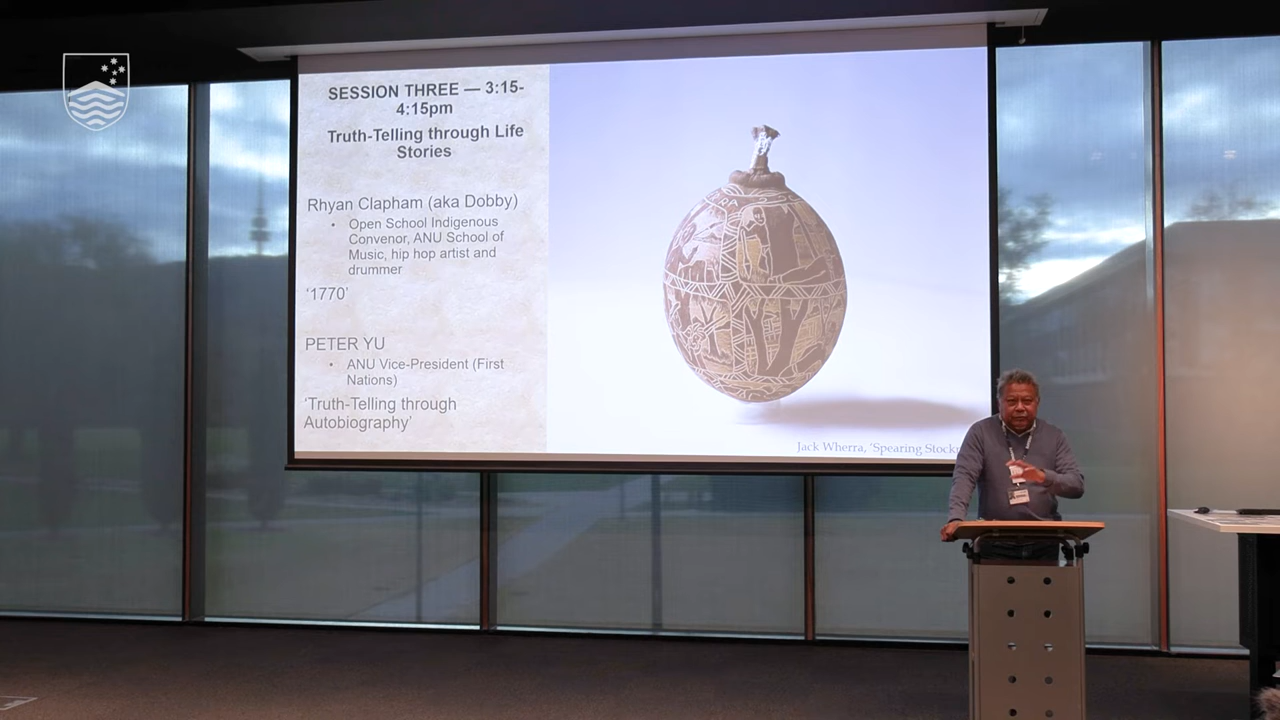 SESSION THREE — 3:15-
4:15pm
Truth-Telling through Life
Stories
Rhyan Clapham (aka Dobby)
• Open School Indigenous
Convenor, ANU School of
Music, hip hop artist and
drummer
‘1770’
PETER YU
• ANU Vice-President (First
Nations)
‘Truth-Telling through
Autobiography’
Jack Wherra, ‘Spearing Stock